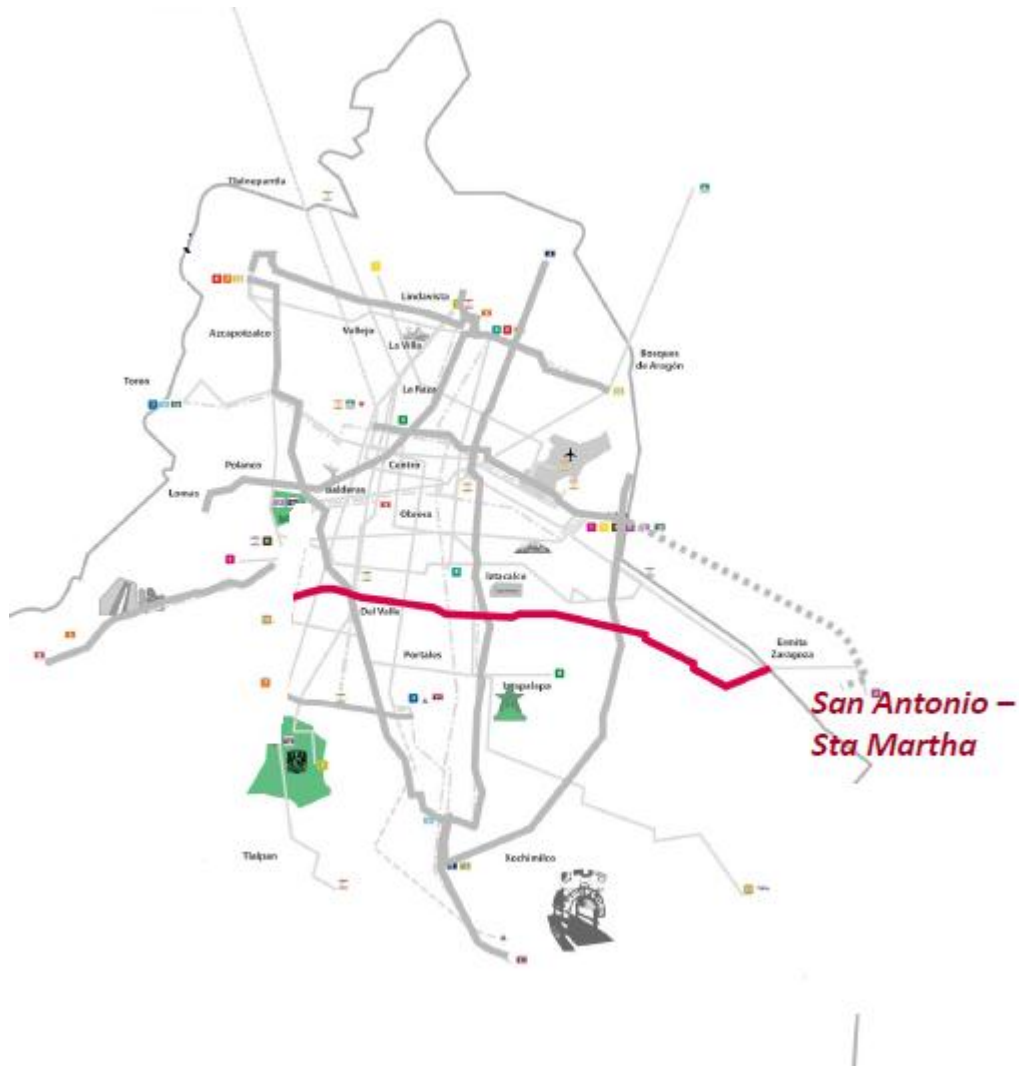 Tlalnepantla
Lindavista
Azcapotzalco
Vallejo
La Villa
Bosques
de Aragón
Toreo
La Raza
Polanco
Centro
Lomas
Balderas
Obrera
Iztacalco
Del Valle
Portales
Ermita
Zaragoza
Iztapalapa
San Antonio –
Sta Martha
Tlalpan
Xochimilco